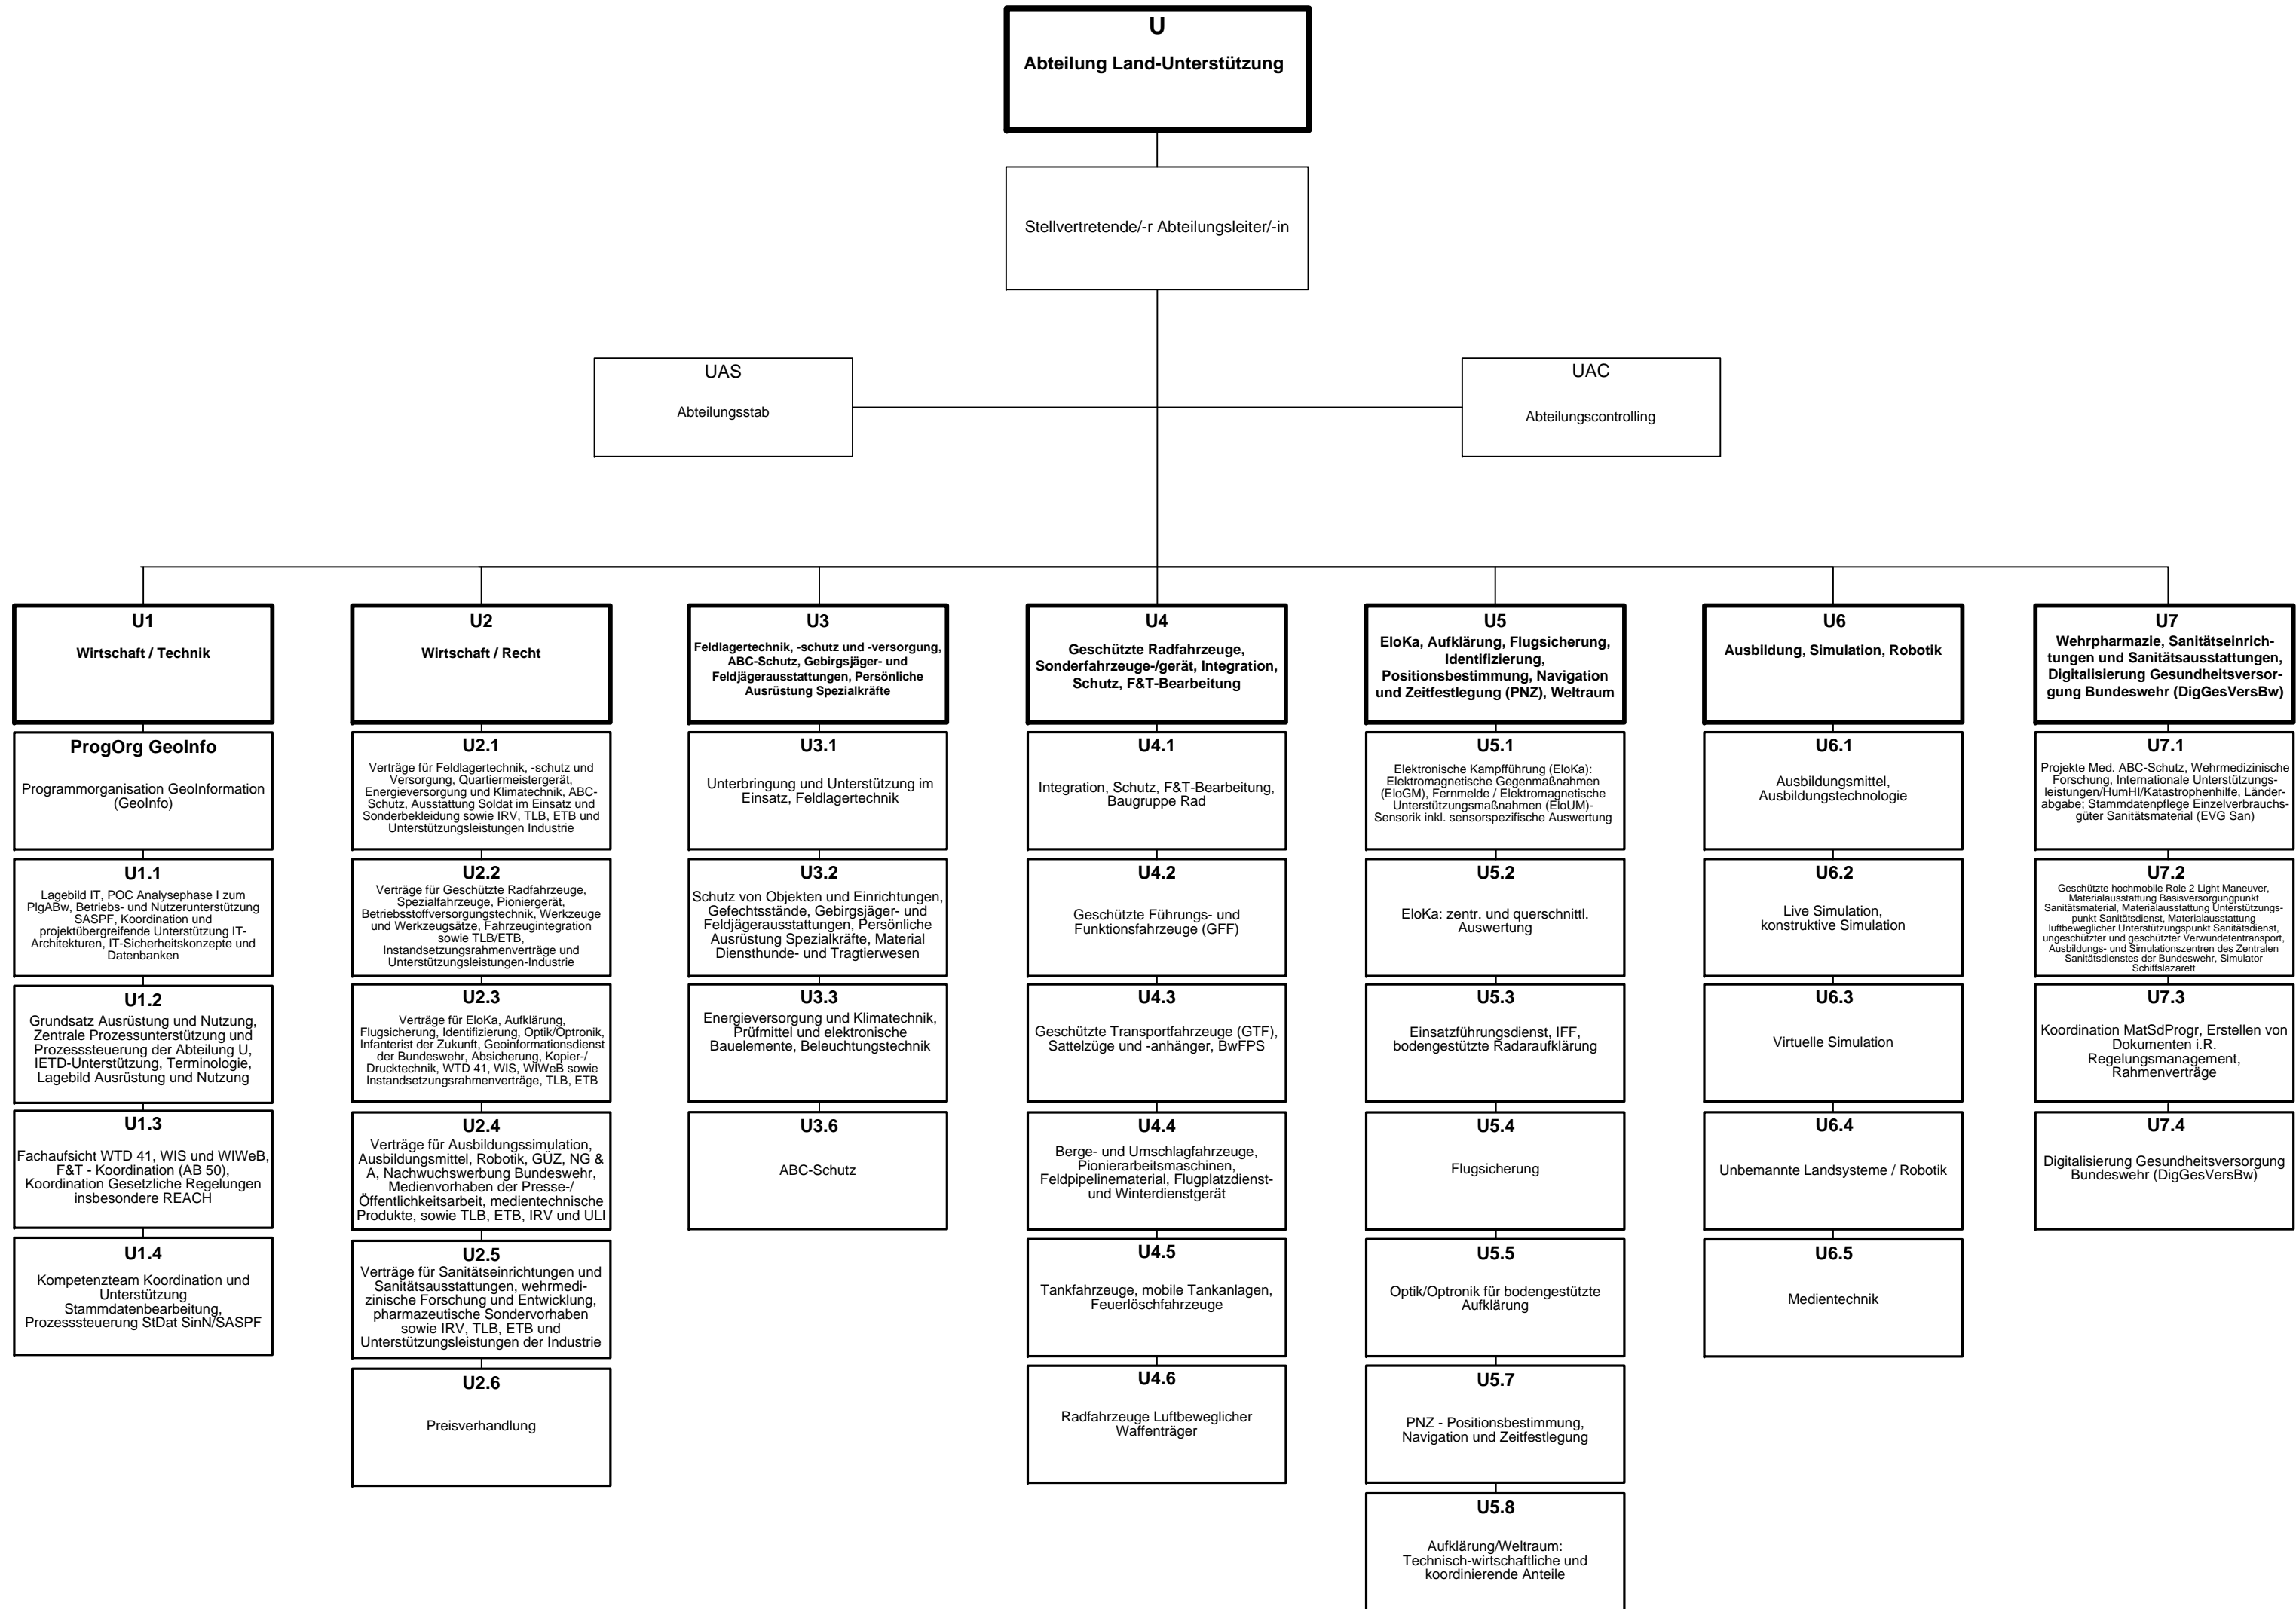 U
Abteilung Land-Unterstützung
Stellvertretende/-r Abteilungsleiter/-in
UAS
Abteilungsstab
UAC
Abteilungscontrolling
U1
Wirtschaft / Technik
ProgOrg GeoInfo
Programmorganisation GeoInformation
(GeoInfo)
U1.1
Lagebild IT, POC Analysephase I zum
PlgABw, Betriebs- und Nutzerunterstützung
SASPF, Koordination und
projektübergreifende Unterstützung IT-
Architekturen, IT-Sicherheitskonzepte und
Datenbanken
U1.2
Grundsatz Ausrüstung und Nutzung,
Zentrale Prozessunterstützung und
Prozesssteuerung der Abteilung U,
IETD-Unterstützung, Terminologie,
Lagebild Ausrüstung und Nutzung
U1.3
Fachaufsicht WTD 41, WIS und WIWeB,
F&T - Koordination (AB 50),
Koordination Gesetzliche Regelungen
insbesondere REACH
U1.4
Kompetenzteam Koordination und
Unterstützung
Stammdatenbearbeitung,
Prozesssteuerung StDat SinN/SASPF
U2
Wirtschaft / Recht
U2.1
Verträge für Feldlagertechnik, -schutz und
Versorgung, Quartiermeistergerät,
Energieversorgung und Klimatechnik, ABC-
Schutz, Ausstattung Soldat im Einsatz und
Sonderbekleidung sowie IRV, TLB, ETB und
Unterstützungsleistungen Industrie
U2.2
Verträge für Geschützte Radfahrzeuge,
Spezialfahrzeuge, Pioniergerät,
Betriebsstoffversorgungstechnik, Werkzeuge
und Werkzeugsätze, Fahrzeugintegration
sowie TLB/ETB,
Instandsetzungsrahmenverträge und
Unterstützungsleistungen-Industrie
U2.3
Verträge für EloKa, Aufklärung,
Flugsicherung, Identifizierung, Optik/Optronik,
Infanterist der Zukunft, Geoinformationsdienst
der Bundeswehr, Absicherung, Kopier-/
Drucktechnik, WTD 41, WIS, WIWeB sowie
Instandsetzungsrahmenverträge, TLB, ETB
U2.4
Verträge für Ausbildungssimulation,
Ausbildungsmittel, Robotik, GÜZ, NG &
A, Nachwuchswerbung Bundeswehr,
Medienvorhaben der Presse-/
Öffentlichkeitsarbeit, medientechnische
Produkte, sowie TLB, ETB, IRV und ULI
U2.5
Verträge für Sanitätseinrichtungen und
Sanitätsausstattungen, wehrmedi-
zinische Forschung und Entwicklung,
pharmazeutische Sondervorhaben
sowie IRV, TLB, ETB und
Unterstützungsleistungen der Industrie
U2.6
Preisverhandlung
U3
Feldlagertechnik, -schutz und -versorgung,
ABC-Schutz, Gebirgsjäger- und
Feldjägerausstattungen, Persönliche
Ausrüstung Spezialkräfte
U3.1
Unterbringung und Unterstützung im
Einsatz, Feldlagertechnik
U3.2
Schutz von Objekten und Einrichtungen,
Gefechtsstände, Gebirgsjäger- und
Feldjägerausstattungen, Persönliche
Ausrüstung Spezialkräfte, Material
Diensthunde- und Tragtierwesen
U3.3
Energieversorgung und Klimatechnik,
Prüfmittel und elektronische
Bauelemente, Beleuchtungstechnik
U3.6
ABC-Schutz
U4
Geschützte Radfahrzeuge,
Sonderfahrzeuge-/gerät, Integration,
Schutz, F&T-Bearbeitung
U4.1
Integration, Schutz, F&T-Bearbeitung,
Baugruppe Rad
U4.2
Geschützte Führungs- und
Funktionsfahrzeuge (GFF)
U4.3
Geschützte Transportfahrzeuge (GTF),
Sattelzüge und -anhänger, BwFPS
U4.4
Berge- und Umschlagfahrzeuge,
Pionierarbeitsmaschinen,
Feldpipelinematerial, Flugplatzdienst-
und Winterdienstgerät
U4.5
Tankfahrzeuge, mobile Tankanlagen,
Feuerlöschfahrzeuge
U4.6
Radfahrzeuge Luftbeweglicher
Waffenträger
U5
EloKa, Aufklärung, Flugsicherung,
Identifizierung,
Positionsbestimmung, Navigation
und Zeitfestlegung (PNZ), Weltraum
U5.1
Elektronische Kampfführung (EloKa):
Elektromagnetische Gegenmaßnahmen
(EloGM), Fernmelde / Elektromagnetische
Unterstützungsmaßnahmen (EloUM)-
Sensorik inkl. sensorspezifische Auswertung
U5.2
EloKa: zentr. und querschnittl.
Auswertung
U5.3
Einsatzführungsdienst, IFF,
bodengestützte Radaraufklärung
U5.4
Flugsicherung
U5.5
Optik/Optronik für bodengestützte
Aufklärung
U5.7
PNZ - Positionsbestimmung,
Navigation und Zeitfestlegung
U5.8
Aufklärung/Weltraum:
Technisch-wirtschaftliche und
koordinierende Anteile
U6
Ausbildung, Simulation, Robotik
U6.1
Ausbildungsmittel,
Ausbildungstechnologie
U6.2
Live Simulation,
konstruktive Simulation
U6.3
Virtuelle Simulation
U6.4
Unbemannte Landsysteme / Robotik
U6.5
Medientechnik
U7
Wehrpharmazie, Sanitätseinrich-
tungen und Sanitätsausstattungen,
Digitalisierung Gesundheitsversor-
gung Bundeswehr (DigGesVersBw)
U7.1
Projekte Med. ABC-Schutz, Wehrmedizinische
Forschung, Internationale Unterstützungs-
leistungen/HumHI/Katastrophenhilfe, Länder-
abgabe; Stammdatenpflege Einzelverbrauchs-
güter Sanitätsmaterial (EVG San)
U7.2
Geschützte hochmobile Role 2 Light Maneuver,
Materialausstattung Basisversorgungpunkt
Sanitätsmaterial, Materialausstattung Unterstützungs-
punkt Sanitätsdienst, Materialausstattung
luftbeweglicher Unterstützungspunkt Sanitätsdienst,
ungeschützter und geschützter Verwundetentransport,
Ausbildungs- und Simulationszentren des Zentralen
Sanitätsdienstes der Bundeswehr, Simulator
Schiffslazarett
U7.3
Koordination MatSdProgr, Erstellen von
Dokumenten i.R.
Regelungsmanagement,
Rahmenverträge
U7.4
Digitalisierung Gesundheitsversorgung
Bundeswehr (DigGesVersBw)